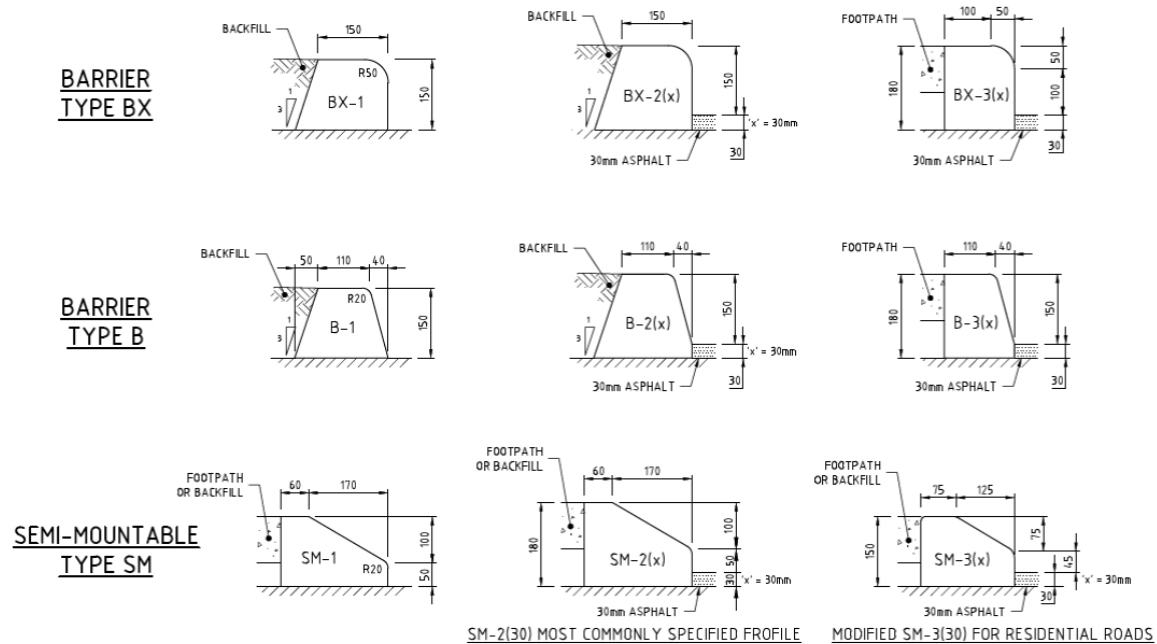 BACKFILL
150
R50
BX-1
1
3
150
BACKFILL
150
BX-2(x)
1
3
150
'x' = 30mm
30
30mm ASPHALT
FOOTPATH
100
50
180
BX-3(x)
50
100
30
30mm ASPHALT
BARRIER
TYPE BX
BACKFILL
50
110
40
R20
B-1
1
3
150
BACKFILL
110
40
B-2(x)
1
3
150
'x' = 30mm
30
30mm ASPHALT
FOOTPATH
110
40
180
B-3(x)
150
30
30mm ASPHALT
BARRIER
TYPE B
FOOTPATH
OR BACKFILL
60
170
SM-1
R20
100
50
FOOTPATH
OR BACKFILL
60
170
180
SM-2(x)
100
50
30
'x' = 30mm
30mm ASPHALT
FOOTPATH
OR BACKFILL
75
125
150
SM-3(x)
75
45
30
'x' = 30mm
30mm ASPHALT
SEMI-MOUNTABLE
TYPE SM
SM-2(30) MOST COMMONLY SPECIFIED FROFILE
MODIFIED SM-3(30) FOR RESIDENTIAL ROADS